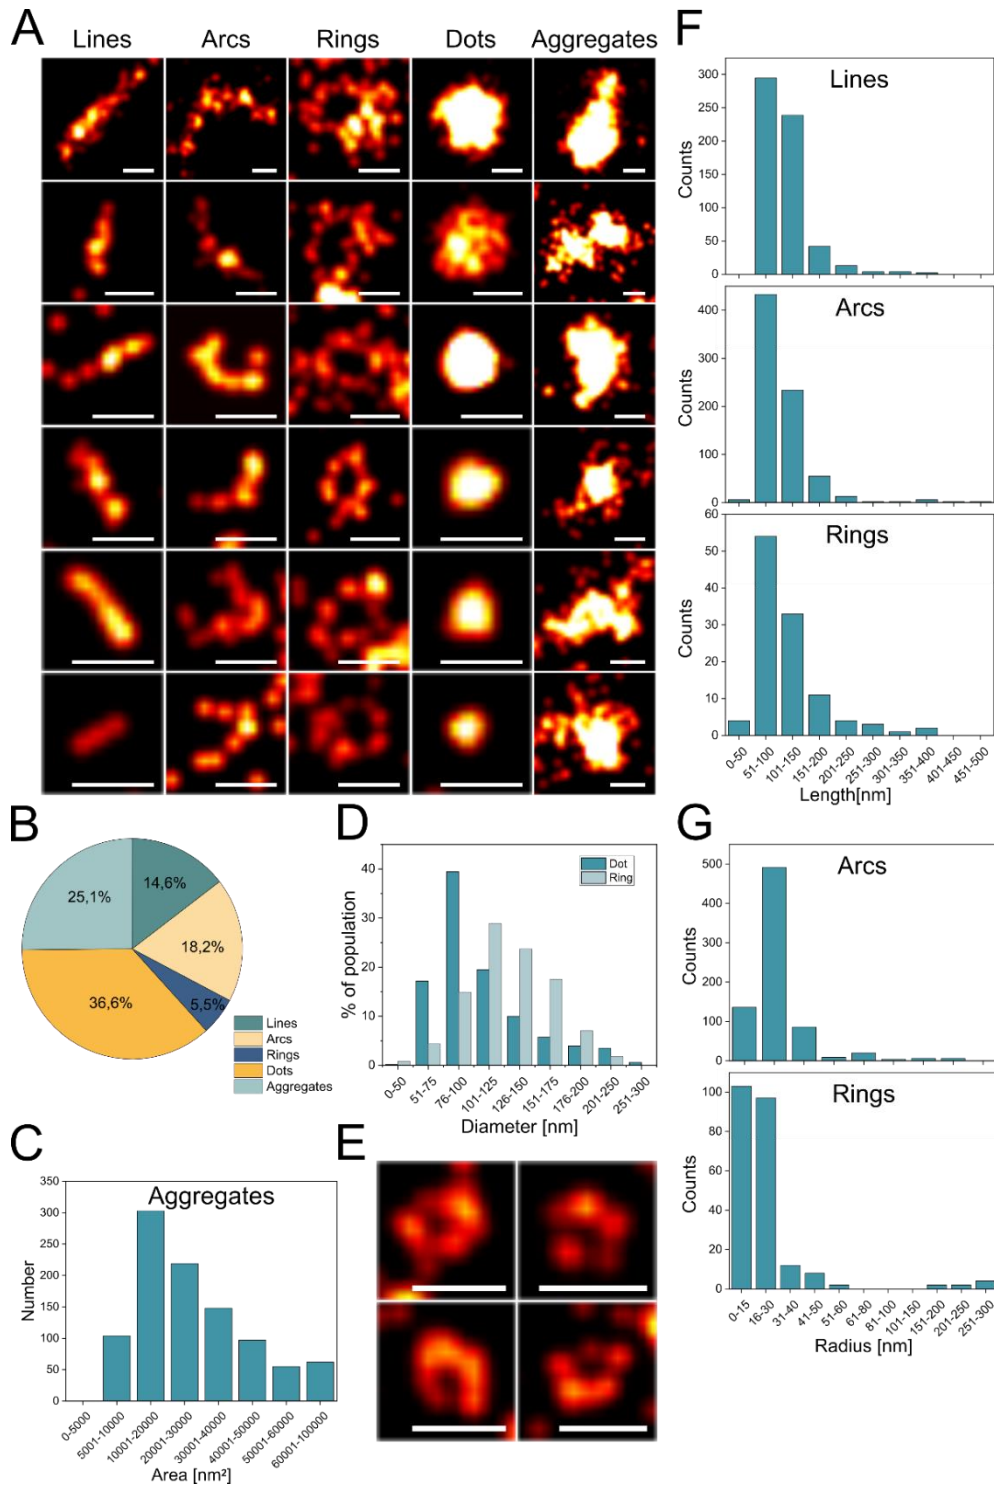 A
Lines Arcs Rings Dots Aggregates
B
14,6%
18,2%
5,5%
36,6%
25,1%
Lines
Arcs
Rings
Dots
Aggregates
C
Aggregates
Number
350
300
250
200
150
100
50
0
0-5000 5001-10000 10001-20000 20001-30000 30001-40000 40001-50000 50001-60000 60001-100000
Area [nm²]
D
Dot
Ring
% of population
40
30
20
10
0
0-50 51-75 76-100 101-125 126-150 151-175 176-200 201-250 251-300
Diameter [nm]
E
F
Lines
Counts
300
250
200
150
100
50
0
Arcs
Counts
400
300
200
100
0
Rings
Counts
60
50
40
30
20
10
0
0-50 51-100 101-150 151-200 201-250 251-300 301-350 351-400 401-450 451-500
Length[nm]
G
Arcs
Counts
500
400
300
200
100
0
Rings
Counts
100
80
60
40
20
0
0-15 16-30 31-40 41-50 51-60 61-80 81-100 101-150 151-200 201-250 251-300
Radius [nm]